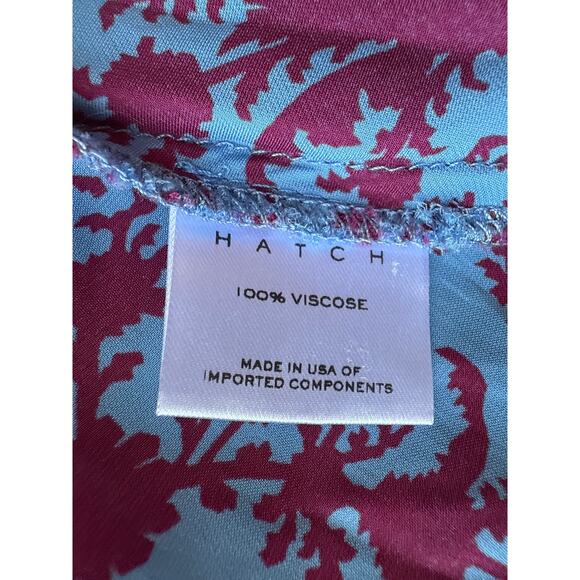 HATCH
100% VISCOSE
MADE IN USA OF
IMPORTED COMPONENTS